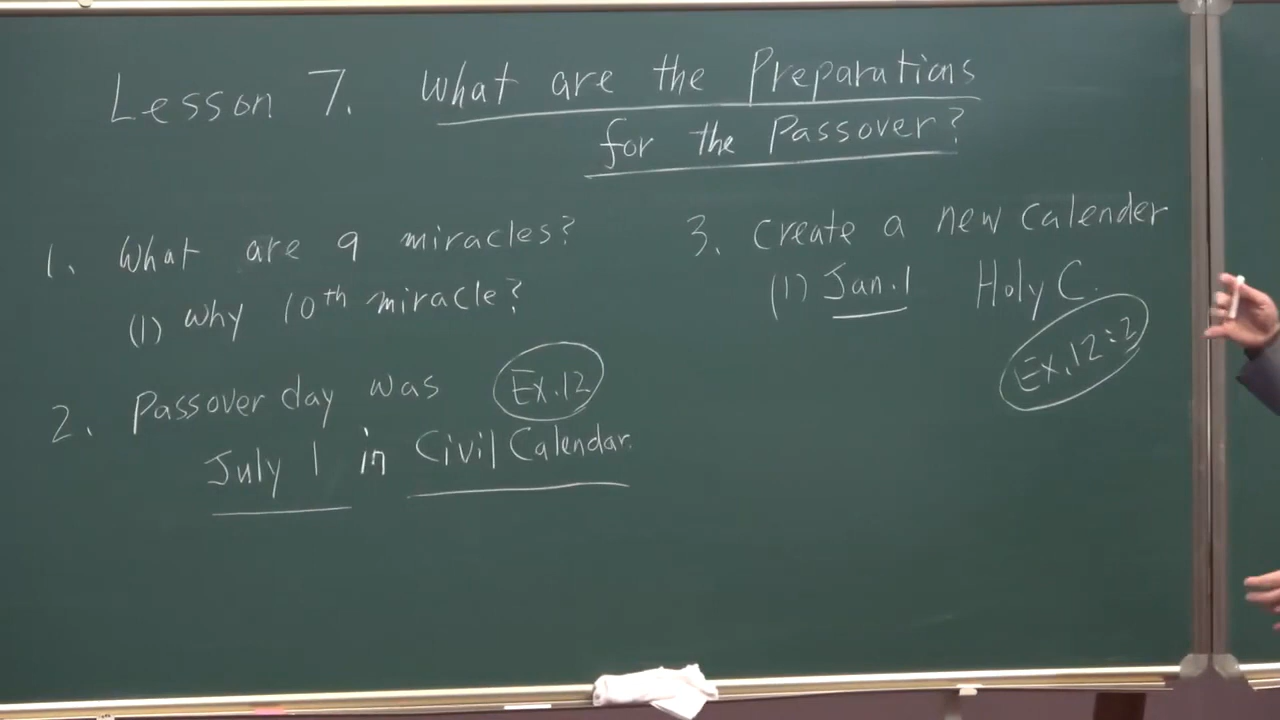 Lesson 7. What are the Preparations
for the Passover?
1. What are 9 miracles?
(1) Why 10th miracle?
2. Passover day was Ex.12
July 1 in Civil Calendar.
3. Create a new Calender
(1) Jan.1 Holy C.
Ex.12:2